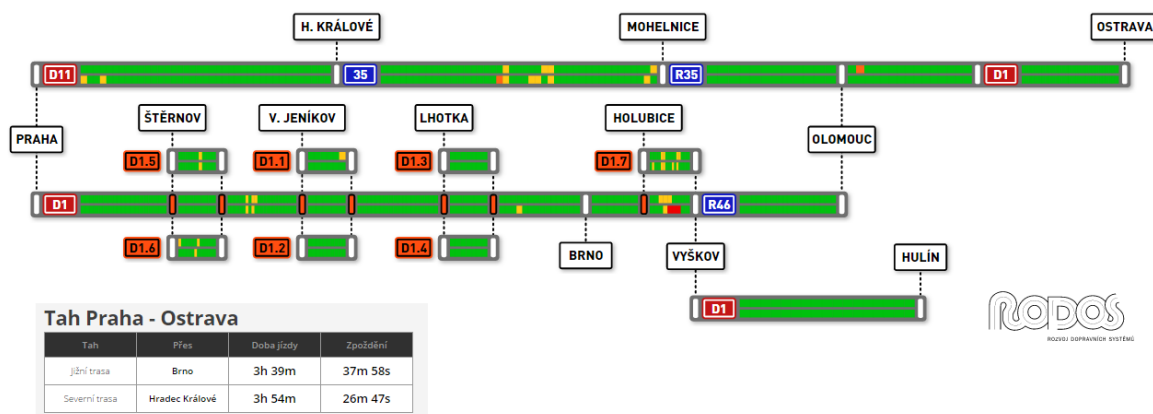 H. KRÁLOVÉ
MOHELNICE
OSTRAVA
D11
35
R35
D1
ŠTĚRNOV
V. JENÍKOV
LHOTKA
HOLUBICE
PRAHA
OLOMOUC
D1.5
D1.1
D1.3
D1.7
D1
R46
D1.6
D1.2
D1.4
BRNO
VYŠKOV
HULÍN
D1
RODOS
ROZVOJ DOPRAVNÍCH SYSTÉMŮ
Tah Praha - Ostrava
Tah Přes Doba jízdy Zpoždění
Jižní trasa Brno 3h 39m 37m 58s
Severní trasa Hradec Králové 3h 54m 26m 47s